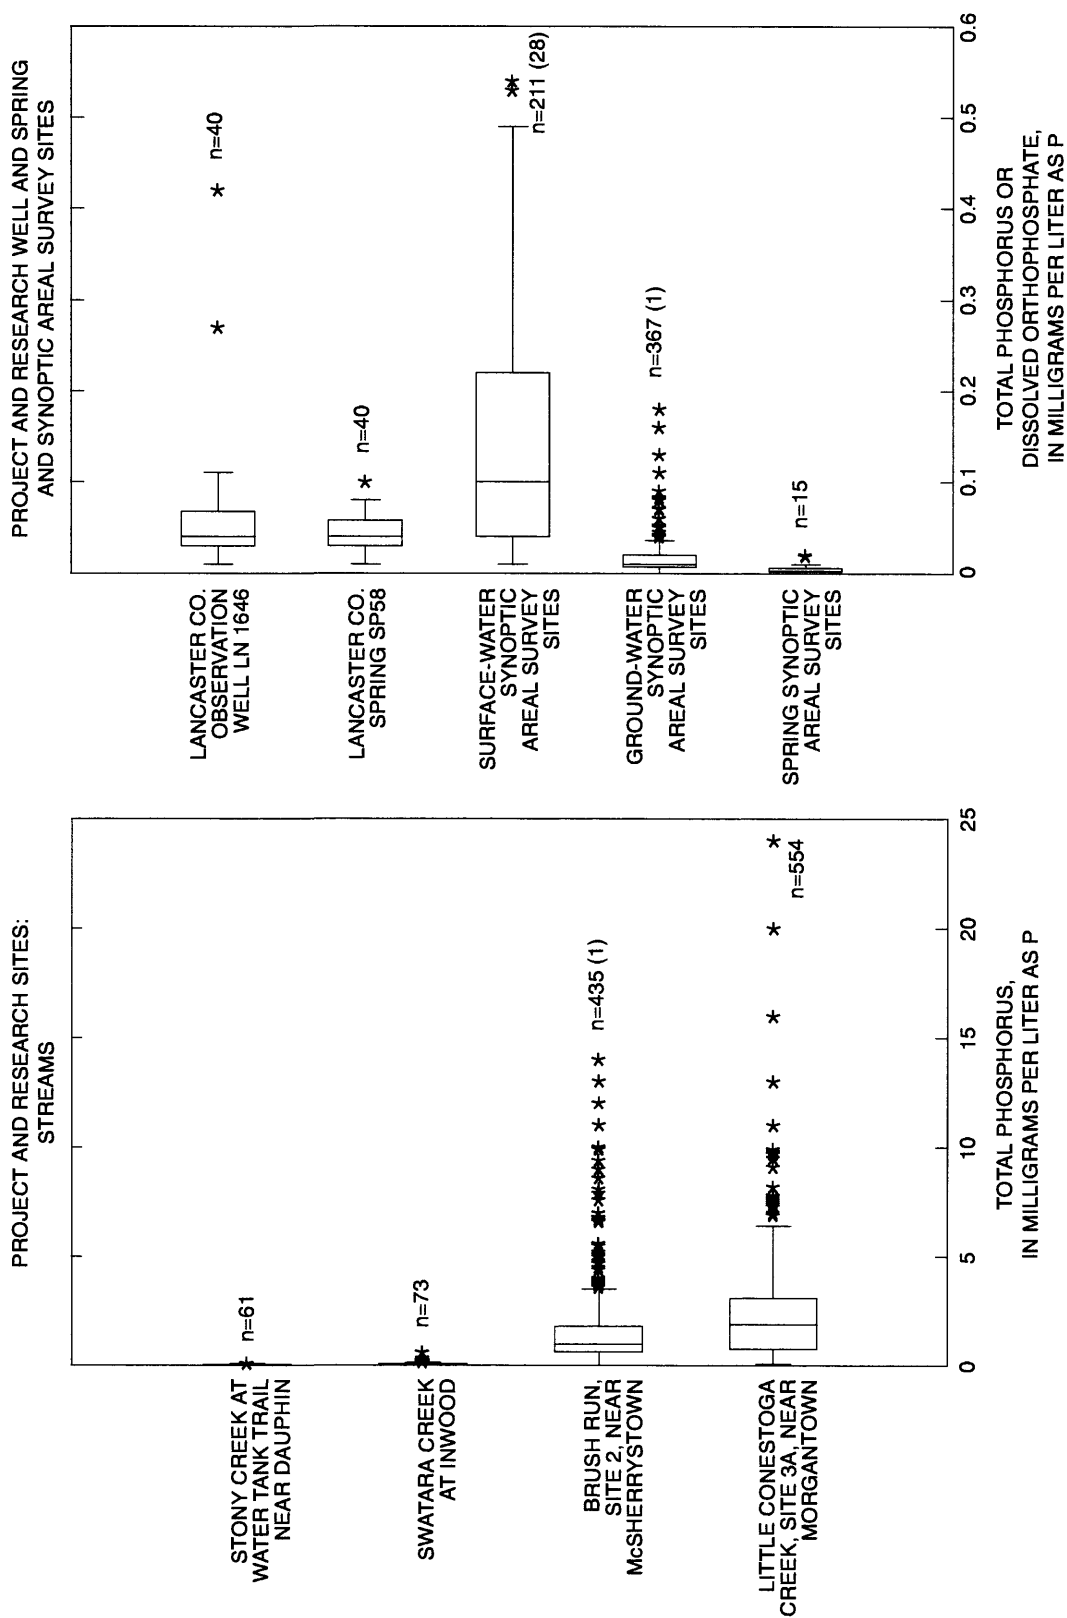 PROJECT AND RESEARCH SITES:
STREAMS
STONY CREEK AT
WATER TANK TRAIL
NEAR DAUPHIN
n=61
SWATARA CREEK
AT INWOOD
n=73
BRUSH RUN,
SITE 2, NEAR
McSHERRYSTOWN
n=435 (1)
LITTLE CONESTOGA
CREEK, SITE 3A, NEAR
MORGANTOWN
n=554
0
5
10
15
20
25
TOTAL PHOSPHORUS,
IN MILLIGRAMS PER LITER AS P
PROJECT AND RESEARCH WELL AND SPRING
AND SYNOPTIC AREAL SURVEY SITES
LANCASTER CO.
OBSERVATION
WELL LN 1646
n=40
LANCASTER CO.
SPRING SP58
n=40
SURFACE-WATER
SYNOPTIC
AREAL SURVEY
SITES
n=211 (28)
GROUND-WATER
SYNOPTIC
AREAL SURVEY
SITES
n=367 (1)
SPRING SYNOPTIC
AREAL SURVEY
SITES
n=15
0
0.1
0.2
0.3
0.4
0.5
0.6
TOTAL PHOSPHORUS OR
DISSOLVED ORTHOPHOSPHATE,
IN MILLIGRAMS PER LITER AS P